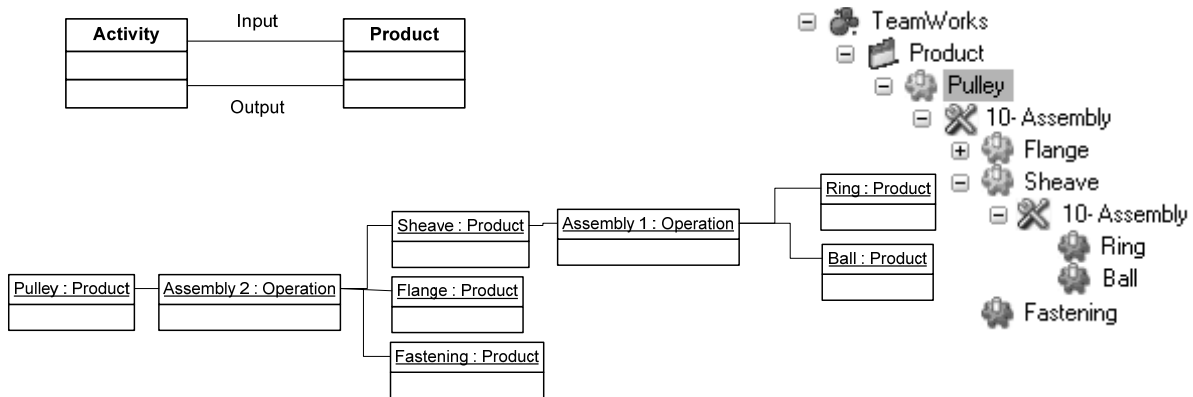 Activity
Input
Output
Product
Pulley : Product
Assembly 2 : Operation
Sheave : Product
Flange : Product
Fastening : Product
Assembly 1 : Operation
Ring : Product
Ball : Product
TeamWorks
Product
Pulley
10- Assembly
Flange
Sheave
10- Assembly
Ring
Ball
Fastening